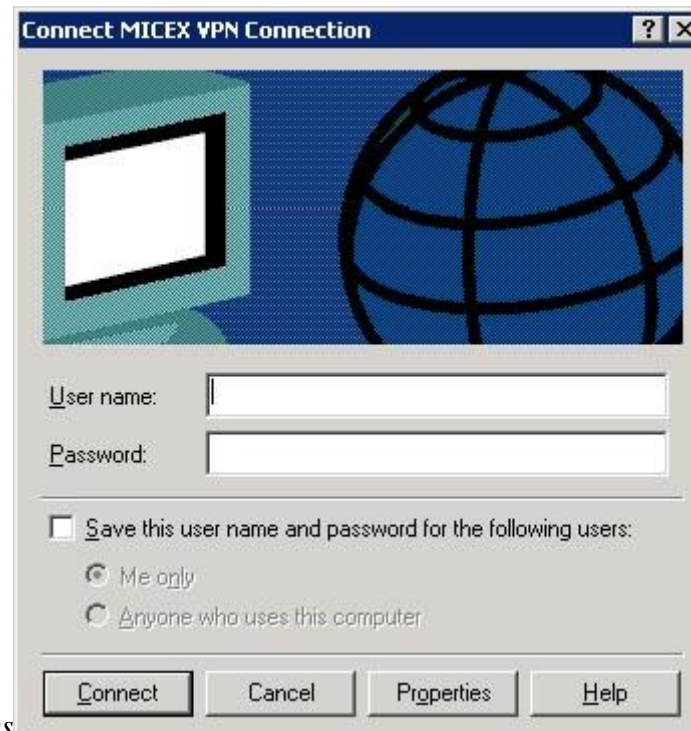 Connect MICEX VPN Connection
User name:
Password:
Save this user name and password for the following users:
Me only
Anyone who uses this computer
Connect Cancel Properties Help